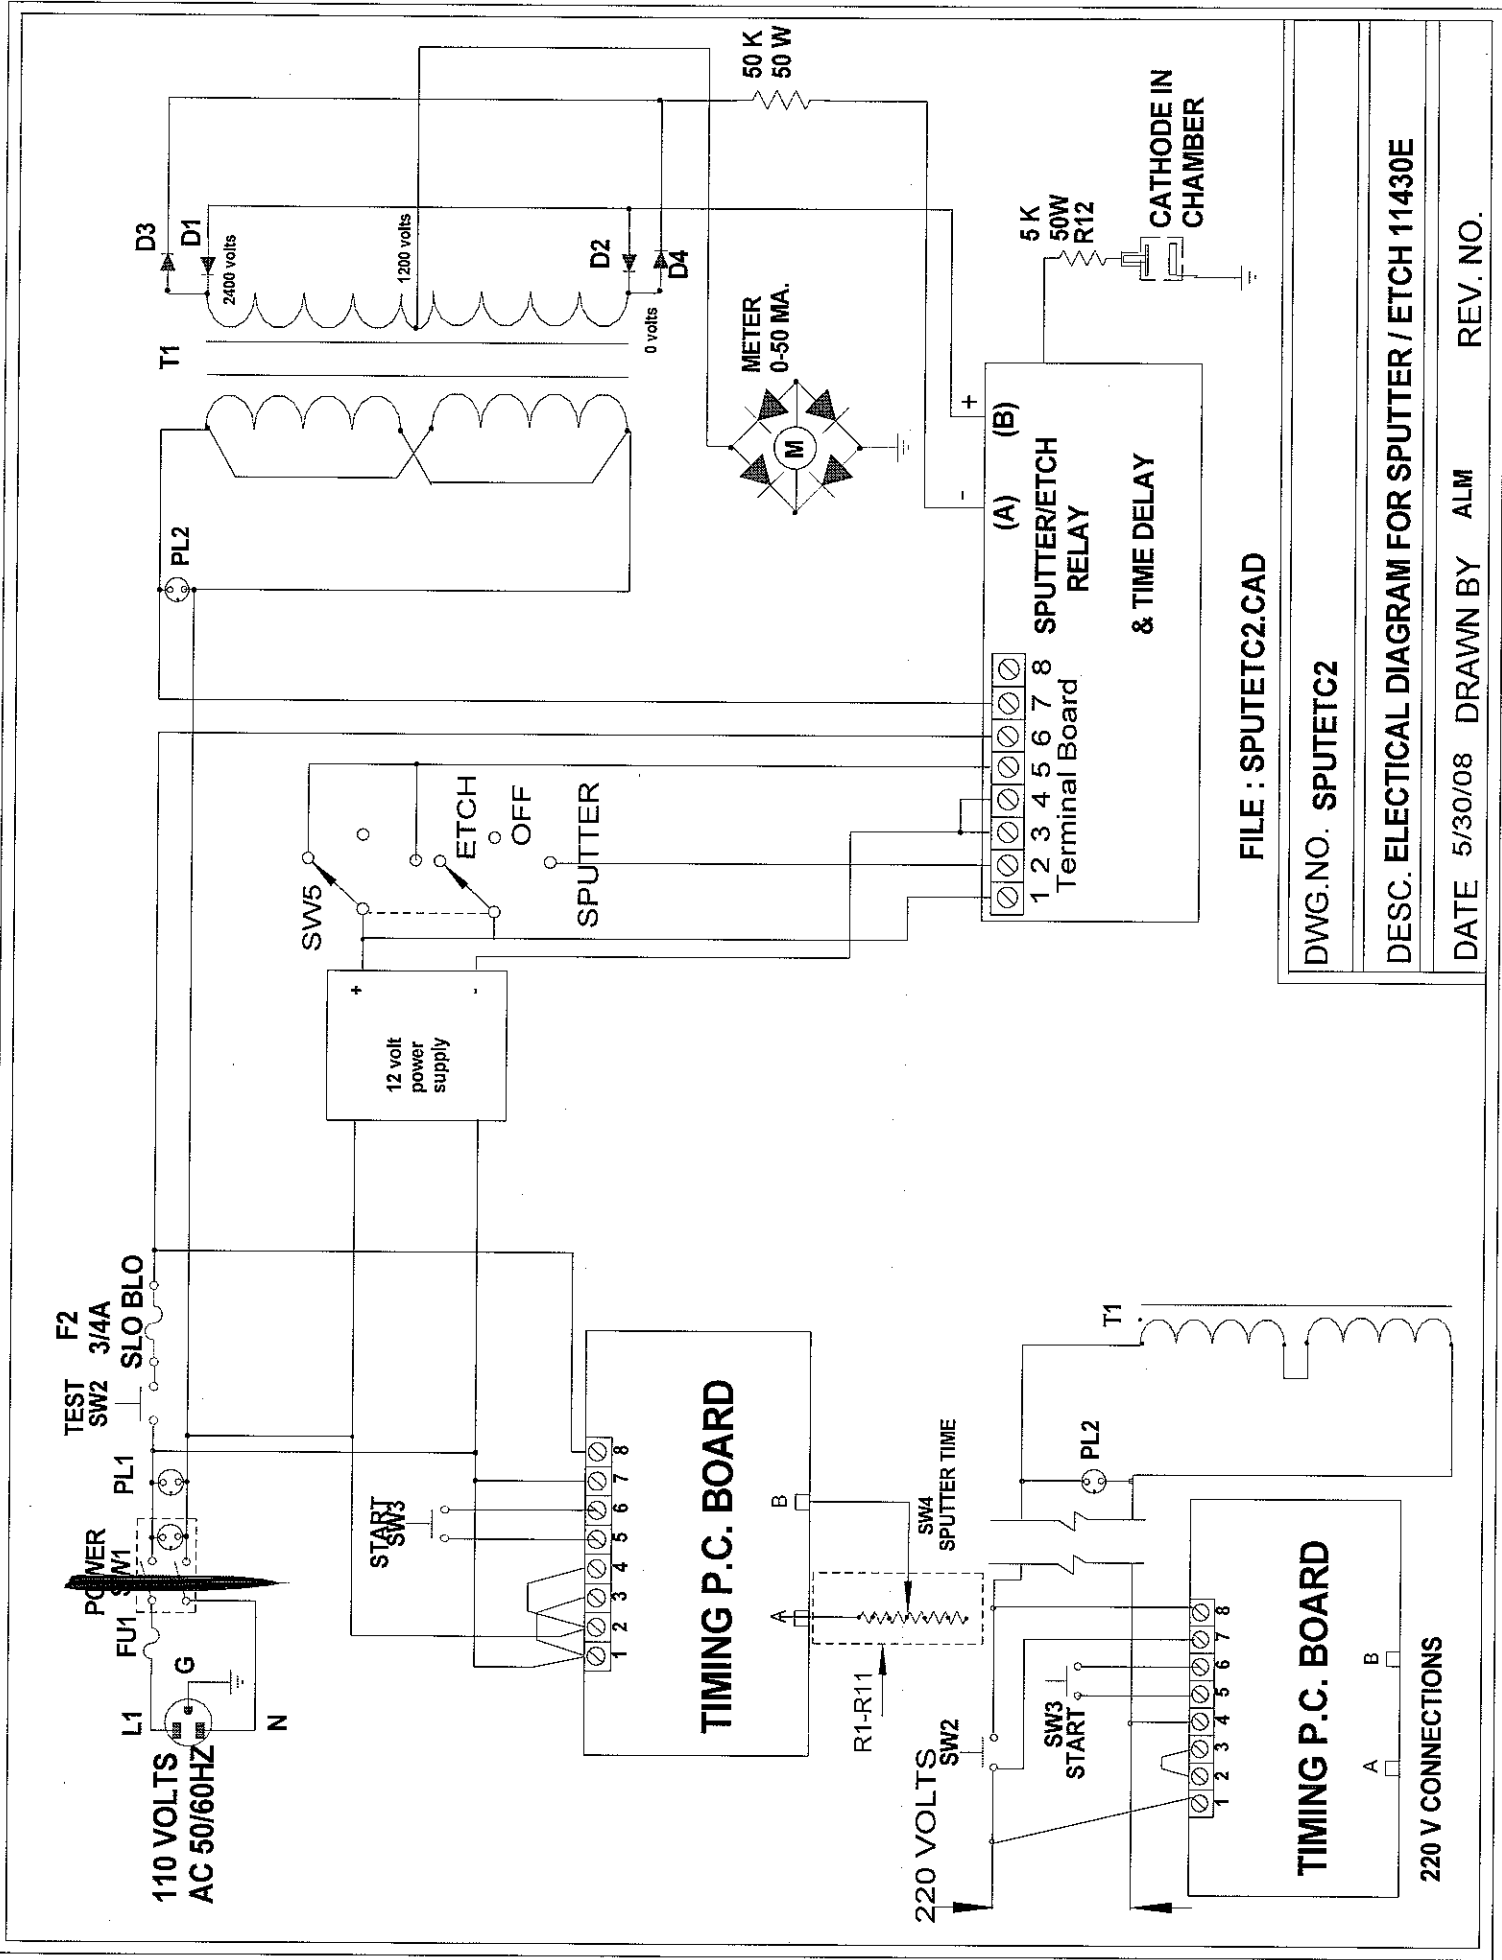 110 VOLTS
AC 50/60HZ
L1
G
N
FU1
POWER
SW1
PL1
TEST
SW2
F2
3/4A
SLO BLO
12 volt
power
supply
+
-
SW5
ETCH
OFF
SPUTTER
PL2
T1
D3
D1
2400 volts
1200 volts
D2
D4
0 volts
50 K
50 W
METER
0-50 MA.
M
START
SW3
1 2 3 4 5 6 7 8
TIMING P.C. BOARD
A
B
R1-R11
SW4
SPUTTER TIME
1 2 3 4 5 6 7 8
Terminal Board
SPUTTER/ETCH
RELAY
& TIME DELAY
-
+
(A)
(B)
5 K
50W
R12
CATHODE IN
CHAMBER
220 VOLTS
SW2
SW3
START
PL2
T1
1 2 3 4 5 6 7 8
TIMING P.C. BOARD
A
B
220 V CONNECTIONS
FILE : SPUTETC2.CAD
DWG.NO. SPUTETC2
DESC. ELECTICAL DIAGRAM FOR SPUTTER / ETCH 11430E
DATE 5/30/08 DRAWN BY ALM REV. NO.